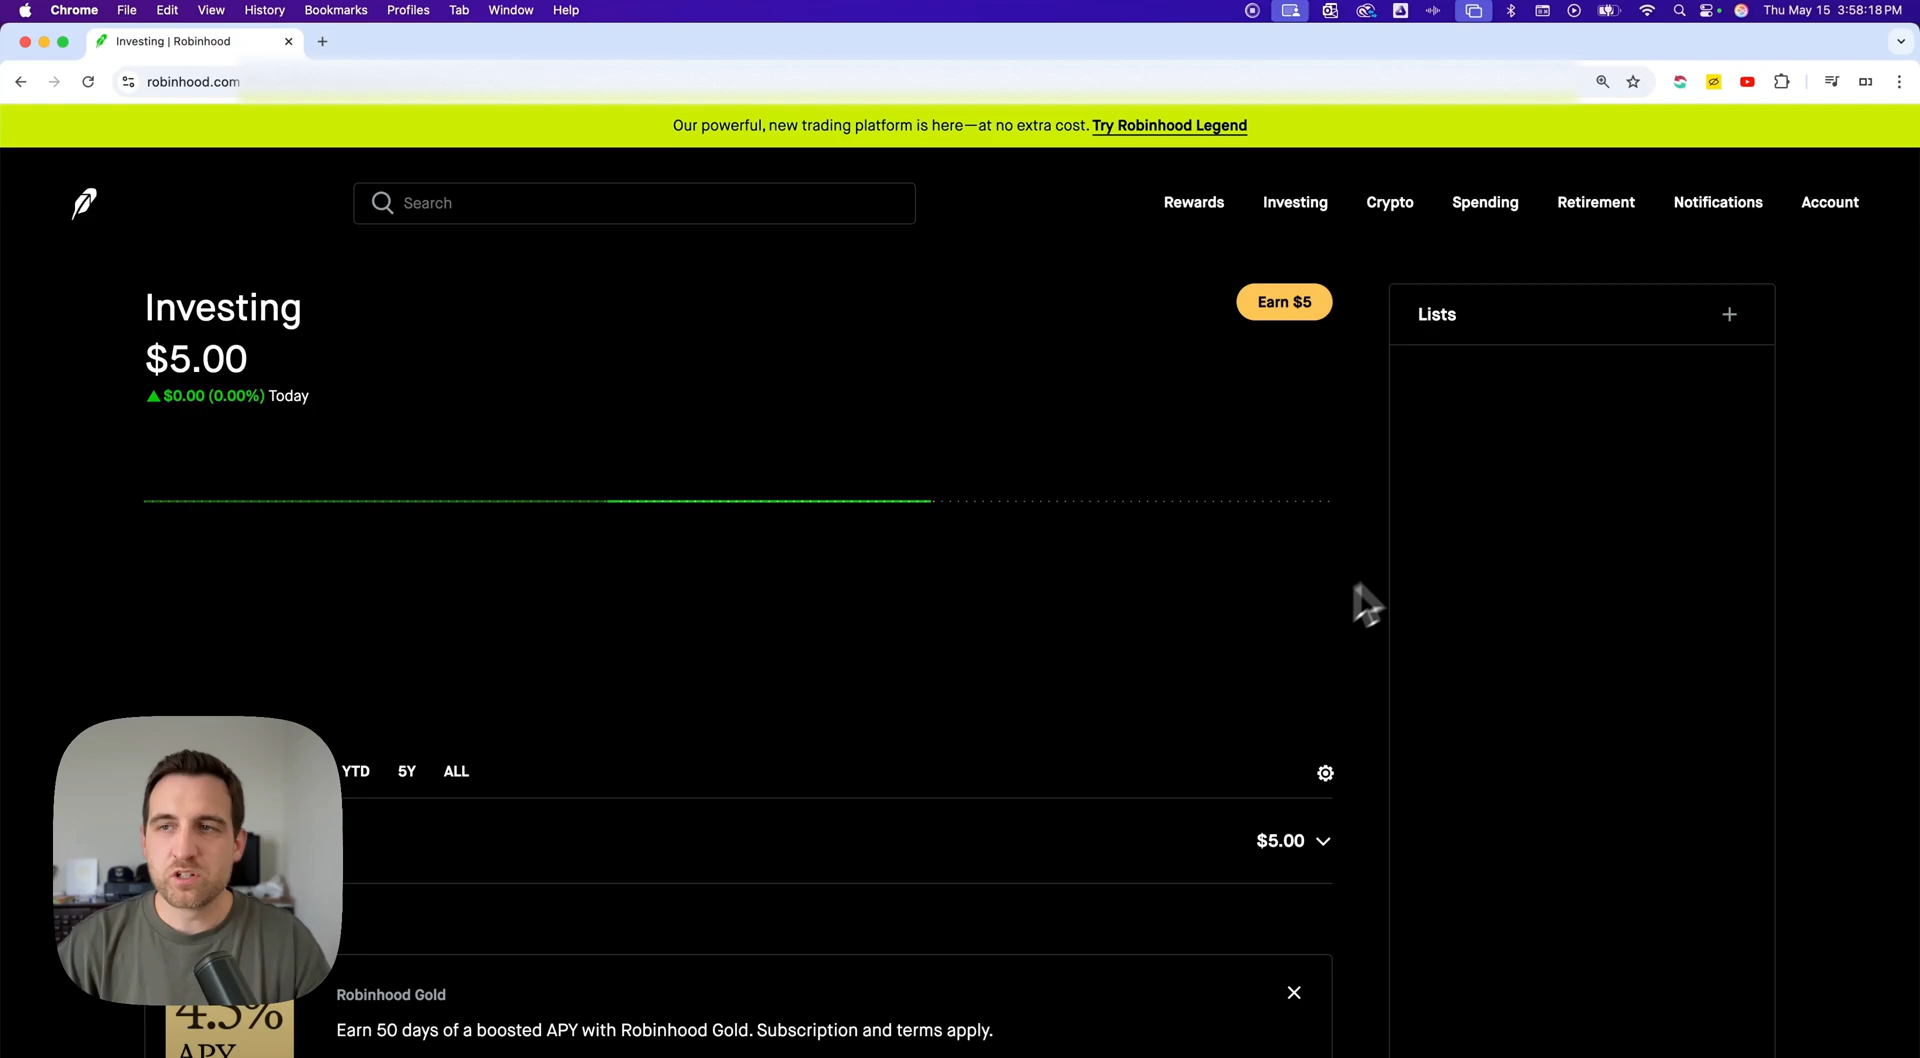 Chrome File Edit View History Bookmarks Profiles Tab Window Help Thu May 15 3:58:18 PM
Investing | Robinhood
robinhood.com
Our powerful, new trading platform is here—at no extra cost. Try Robinhood Legend
Search Rewards Investing Crypto Spending Retirement Notifications Account
Investing Earn $5 Lists
$5.00
$0.00 (0.00%) Today
YTD 5Y ALL
$5.00
Robinhood Gold
Earn 50 days of a boosted APY with Robinhood Gold. Subscription and terms apply.
APY